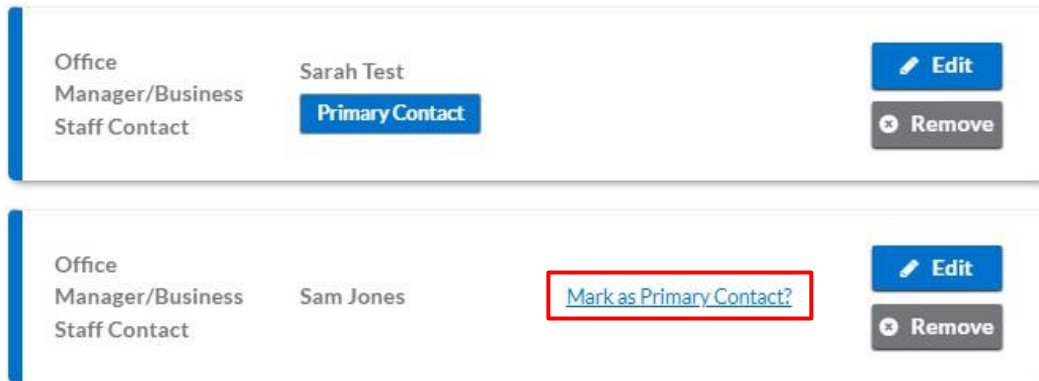 Office
Manager/Business
Staff Contact
Sarah Test
Primary Contact
Edit
Remove
Office
Manager/Business
Staff Contact
Sam Jones
Mark as Primary Contact?
Edit
Remove